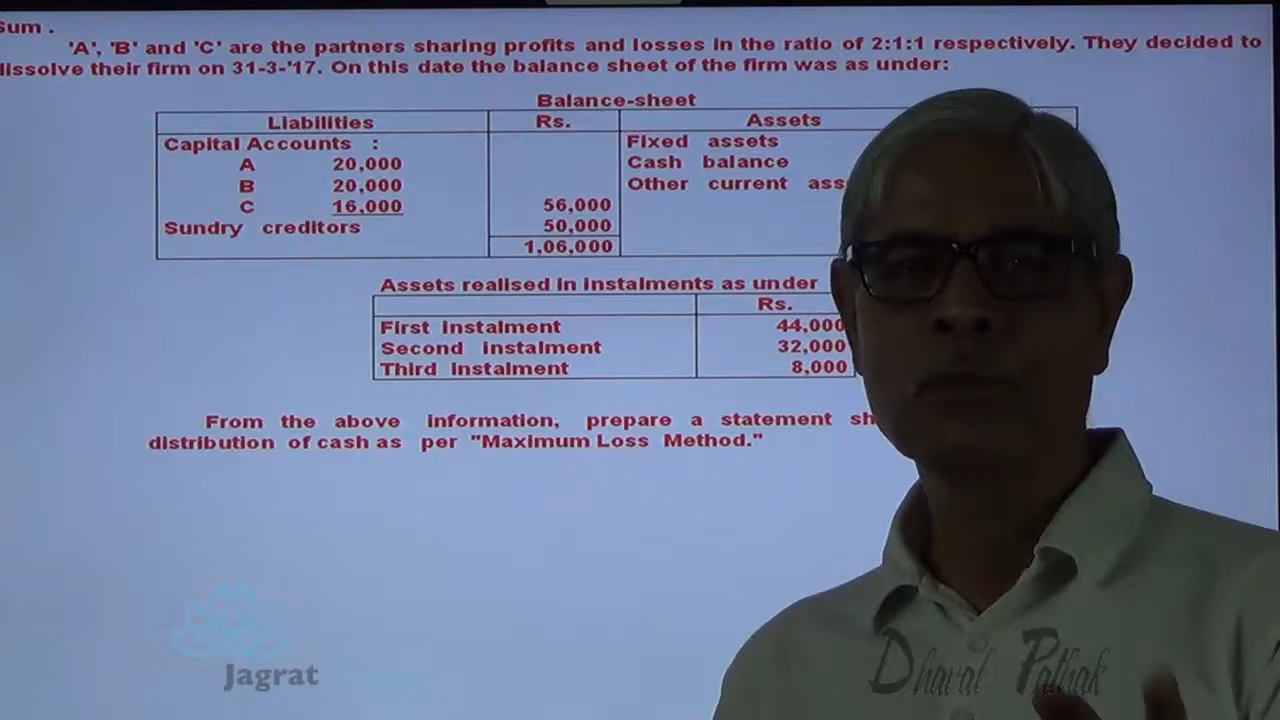 Sum .
'A', 'B' and 'C' are the partners sharing profits and losses in the ratio of 2:1:1 respectively. They decided to
dissolve their firm on 31-3-'17. On this date the balance sheet of the firm was as under:
Balance-sheet
Liabilities Rs. Assets
Capital Accounts : Fixed assets
A 20,000 Cash balance
B 20,000 Other current ass
C 16,000 56,000
Sundry creditors 50,000
1,06,000
Assets realised in instalments as under
Rs.
First Instalment 44,000
Second Instalment 32,000
Third Instalment 8,000
From the above information, prepare a statement sh
distribution of cash as per "Maximum Loss Method."
Jagrat
Dhaval Pathak